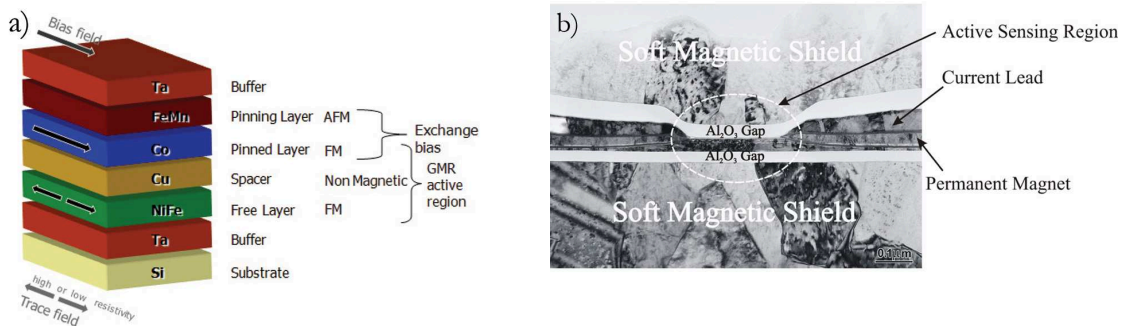 a)
Bias field
Ta Buffer
FeMn Pinning Layer AFM
Co Pinned Layer FM
Exchange bias
Cu Spacer Non Magnetic
GMR active region
NiFe Free Layer FM
Ta Buffer
Si Substrate
high or low resistivity
Trace field
b)
Soft Magnetic Shield
Active Sensing Region
Current Lead
Al₂O₃ Gap
Al₂O₃ Gap
Permanent Magnet
Soft Magnetic Shield
0.1μm